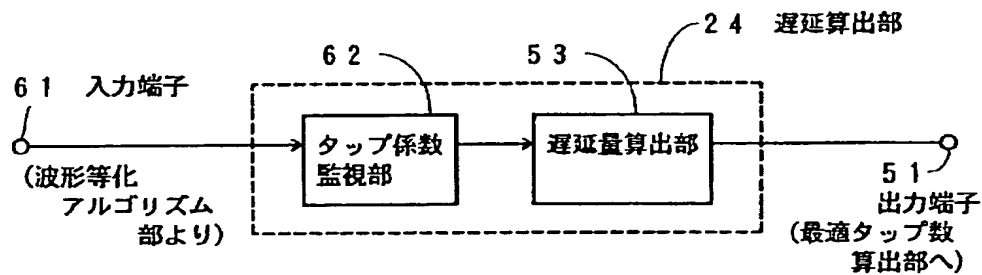 ２４ 遅延算出部
６２
５３
６１ 入力端子
タップ係数
監視部
遅延量算出部
(波形等化
アルゴリズム
部より)
５１
出力端子
(最適タップ数
算出部へ)